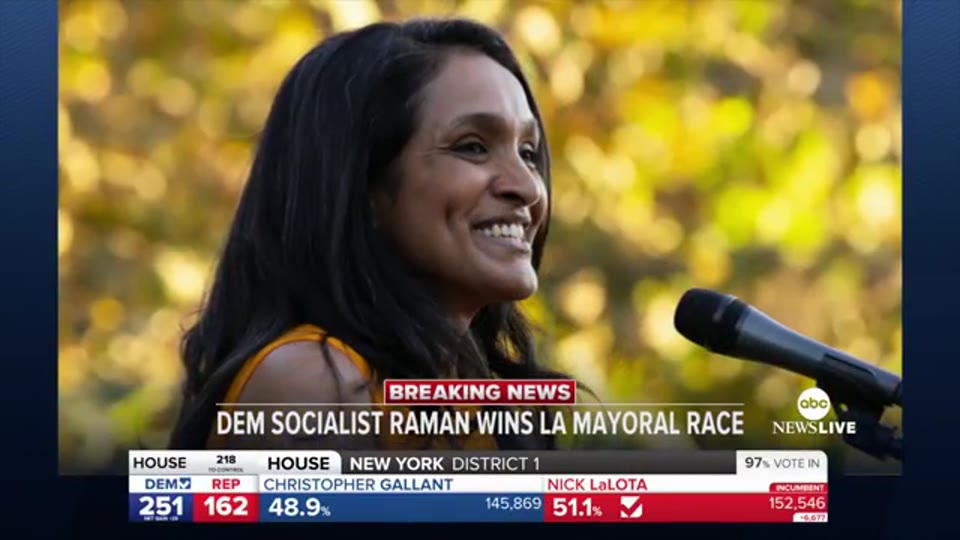 BREAKING NEWS
DEM SOCIALIST RAMAN WINS LA MAYORAL RACE
abc
NEWSLIVE
HOUSE
218
TO CONTROL
HOUSE
NEW YORK DISTRICT 1
97% VOTE IN
DEM
REP
CHRISTOPHER GALLANT
NICK LaLOTA
INCUMBENT
251
162
48.9%
145,869
51.1%
152,546
+6,677